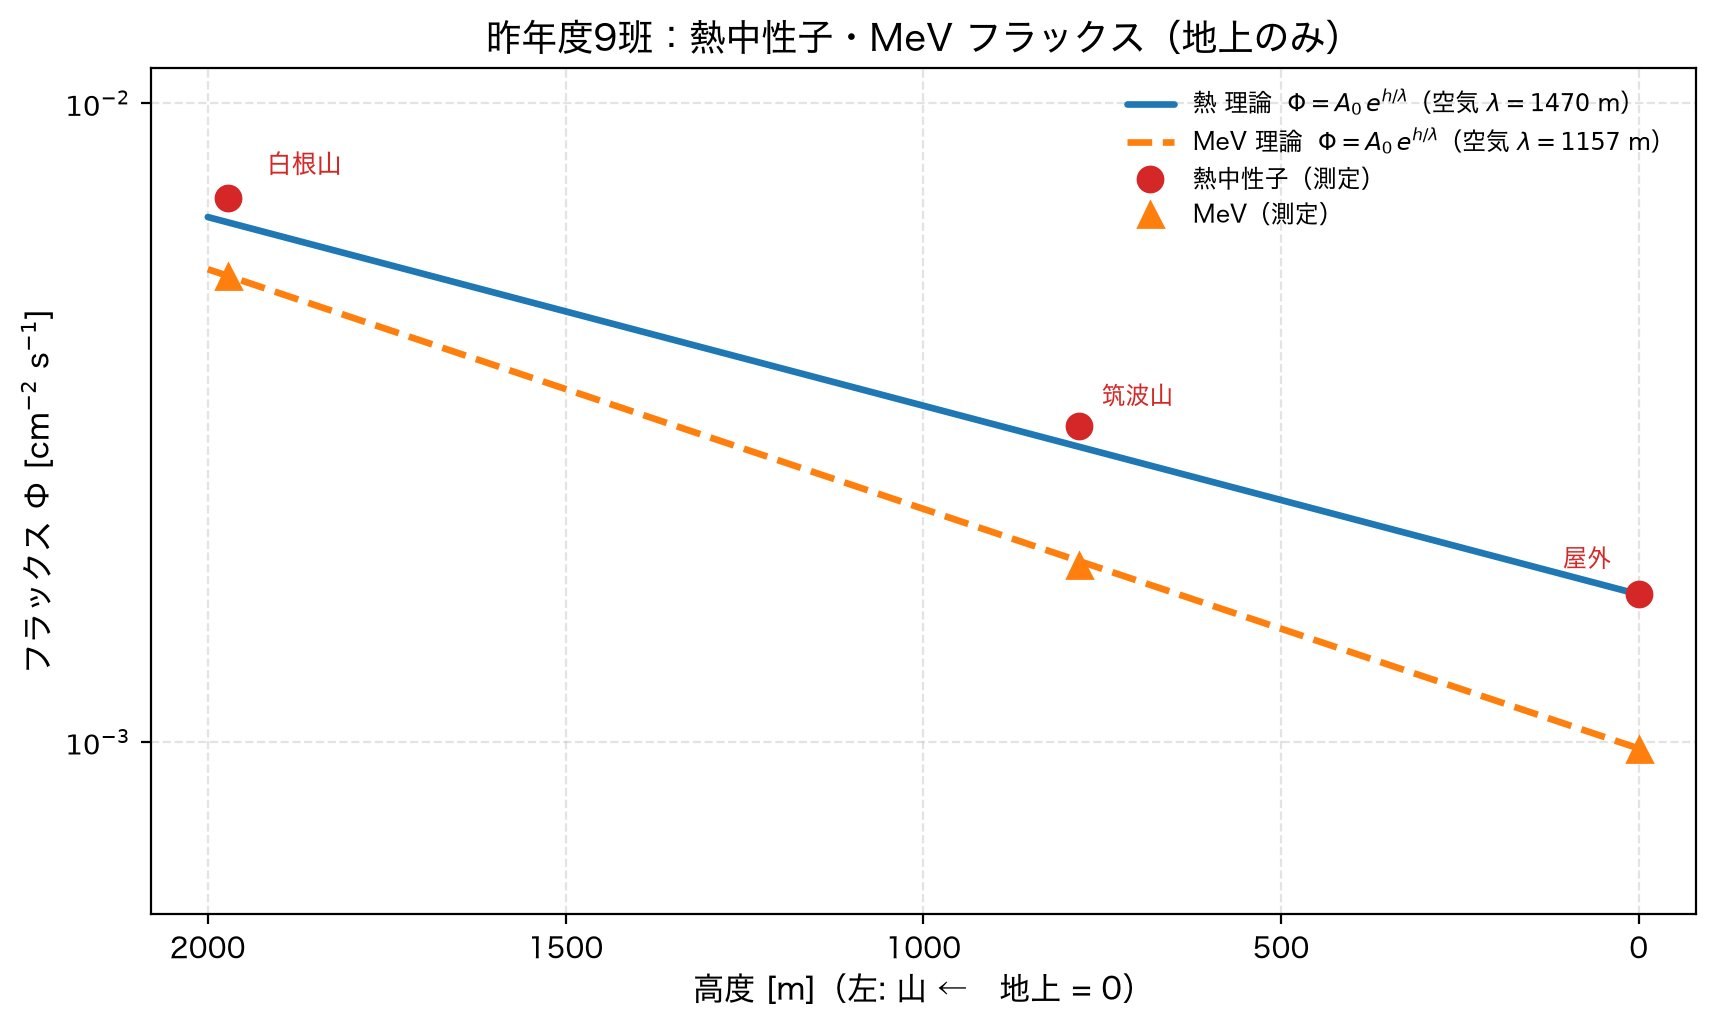 昨年度9班：熱中性子・MeV フラックス（地上のみ）
熱 理論 Φ = A₀ e^{h/λ}（空気 λ = 1470 m）
MeV 理論 Φ = A₀ e^{h/λ}（空気 λ = 1157 m）
熱中性子（測定）
MeV（測定）
白根山
筑波山
屋外
10⁻²
10⁻³
フラックス Φ [cm⁻² s⁻¹]
2000 1500 1000 500 0
高度 [m]（左: 山 ← 地上 = 0）